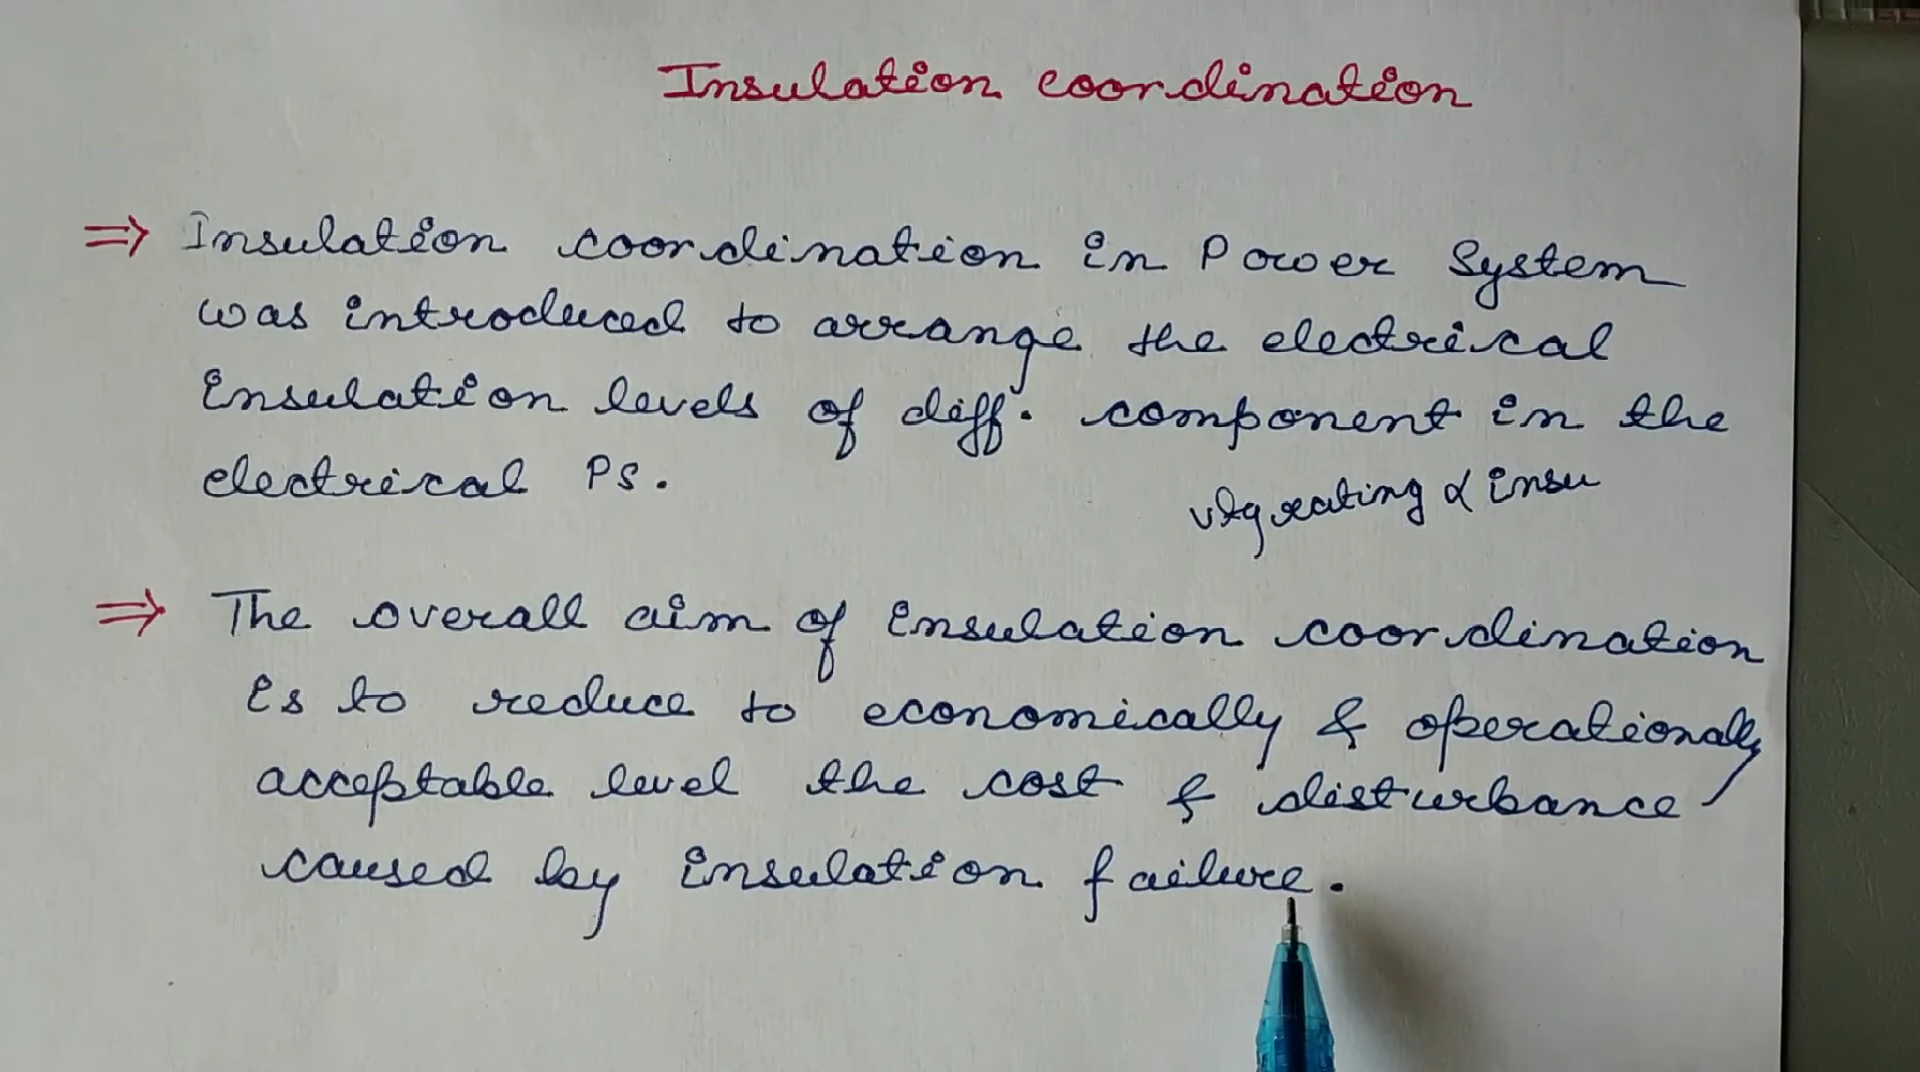 Insulation coordination
⇒ Insulation coordination in Power System
was introduced to arrange the electrical
insulation levels of diff. component in the
electrical PS.
vtg rating ∝ insu
⇒ The overall aim of insulation coordination
is to reduce to economically & operationally
acceptable level the cost & disturbance
caused by insulation failure.